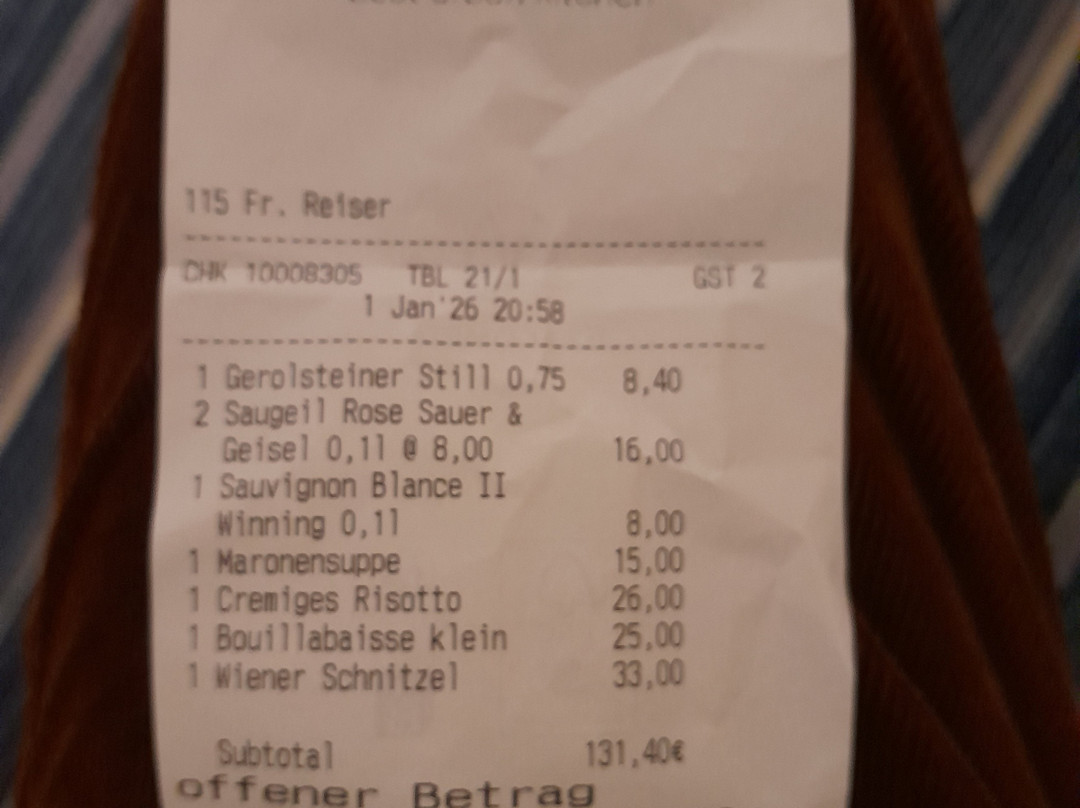 115 Fr. Reiser
CHK 10008305 TBL 21/1 GST 2
1 Jan'26 20:58
1 Gerolsteiner Still 0,75 8,40
2 Saugeil Rose Sauer &
Geisel 0,1l @ 8,00 16,00
1 Sauvignon Blance II
Winning 0,1l 8,00
1 Maronensuppe 15,00
1 Cremiges Risotto 26,00
1 Bouillabaisse klein 25,00
1 Wiener Schnitzel 33,00
Subtotal 131,40€
offener Betrag